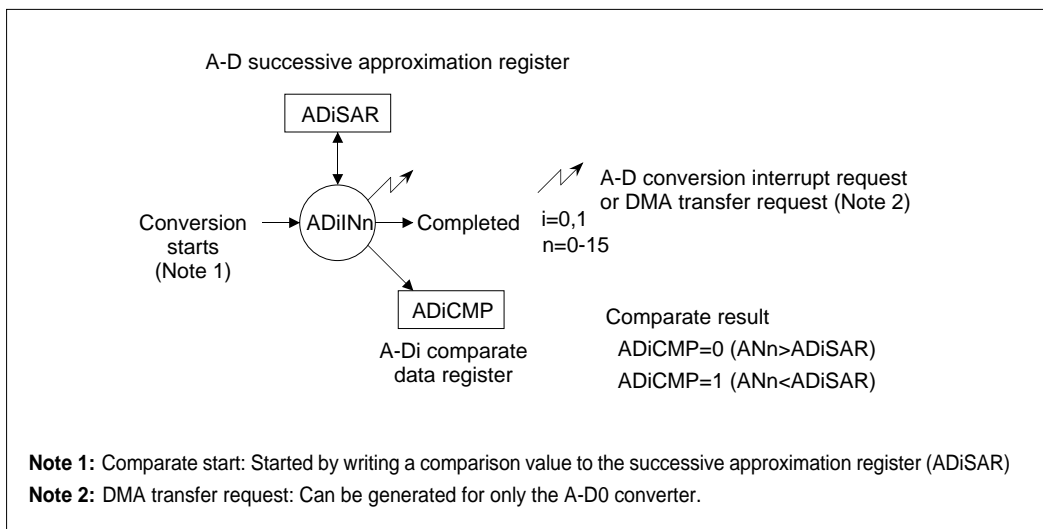 A-D successive approximation register
ADiSAR
A-D conversion interrupt request
or DMA transfer request (Note 2)
i=0,1
n=0-15
Conversion
starts
(Note 1)
ADiINn
Completed
ADiCMP
A-Di comparate
data register
Comparate result
ADiCMP=0 (ANn>ADiSAR)
ADiCMP=1 (ANn<ADiSAR)
Note 1: Comparate start: Started by writing a comparison value to the successive approximation register (ADiSAR)
Note 2: DMA transfer request: Can be generated for only the A-D0 converter.